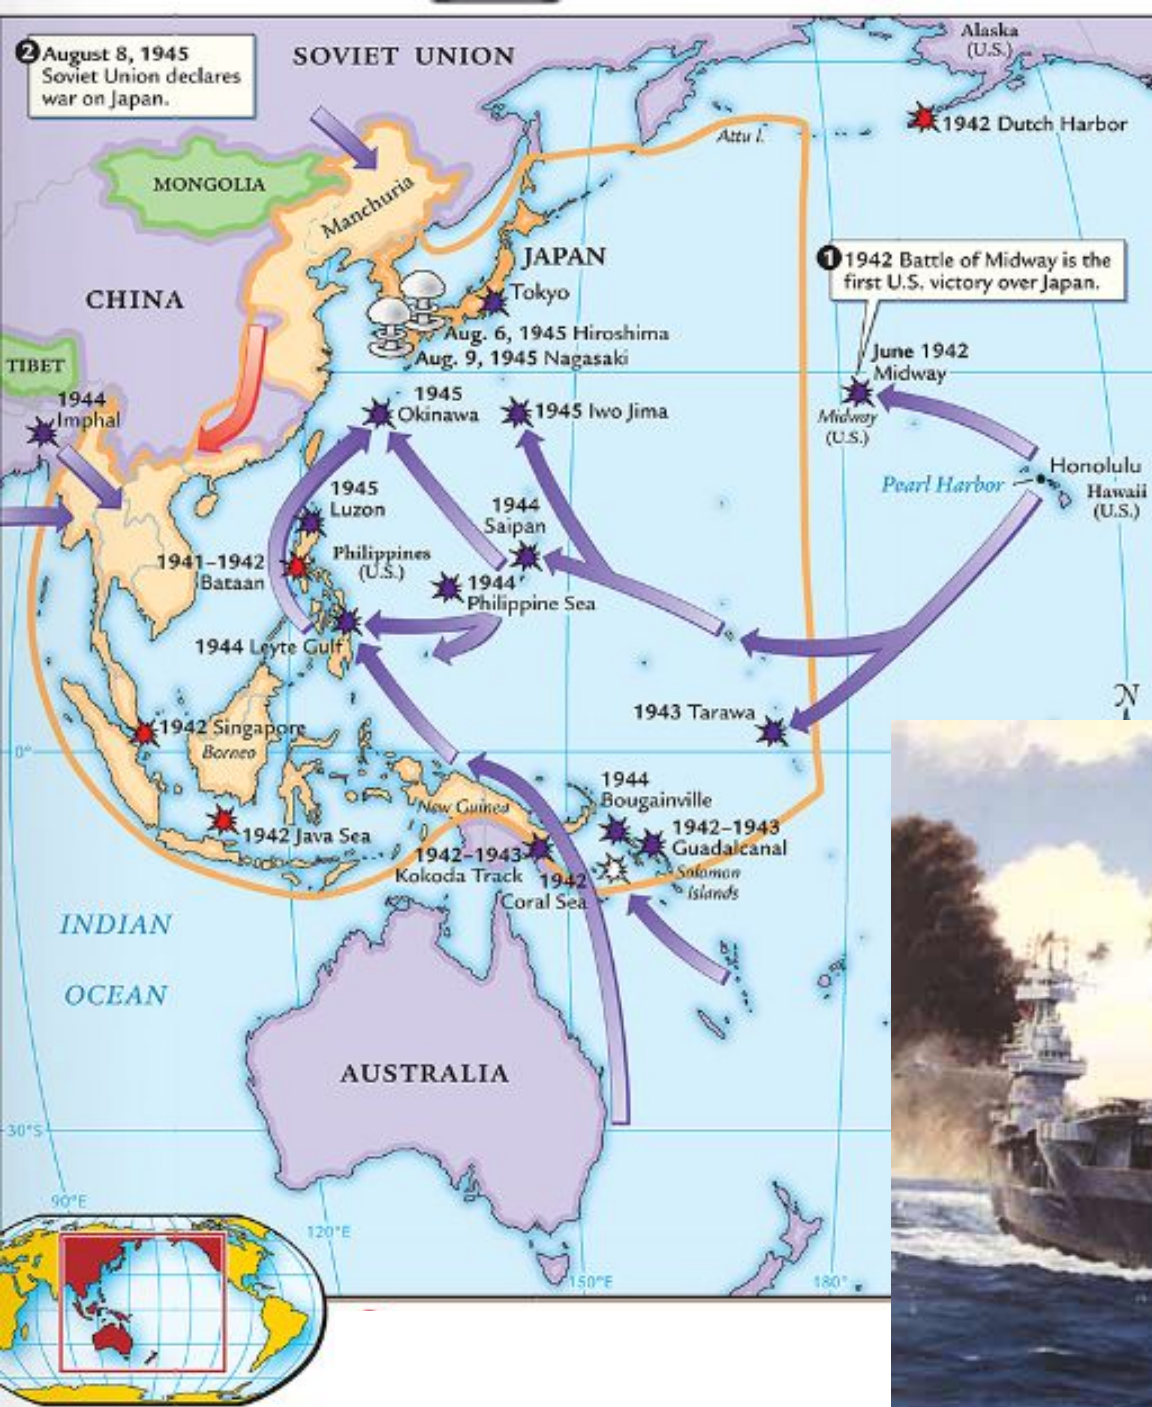 2 August 8, 1945
Soviet Union declares
war on Japan.
SOVIET UNION
Alaska
(U.S.)
1942 Dutch Harbor
Attu I.
MONGOLIA
Manchuria
JAPAN
Tokyo
CHINA
1 1942 Battle of Midway is the
first U.S. victory over Japan.
Aug. 6, 1945 Hiroshima
Aug. 9, 1945 Nagasaki
TIBET
June 1942
Midway
Midway
(U.S.)
1944
Imphal
1945
Okinawa
1945 Iwo Jima
Honolulu
Pearl Harbor
Hawaii
(U.S.)
1945
Luzon
1944
Saipan
1941–1942
Bataan
Philippines
(U.S.)
1944
Philippine Sea
1944 Leyte Gulf
1942 Singapore
Borneo
1943 Tarawa
N
0°
1944
Bougainville
New Guinea
1942 Java Sea
1942–1943
Guadalcanal
1942–1943
Kokoda Track
1942
Coral Sea
Solomon
Islands
INDIAN
OCEAN
AUSTRALIA
30°S
90°E
120°E
150°E
180°